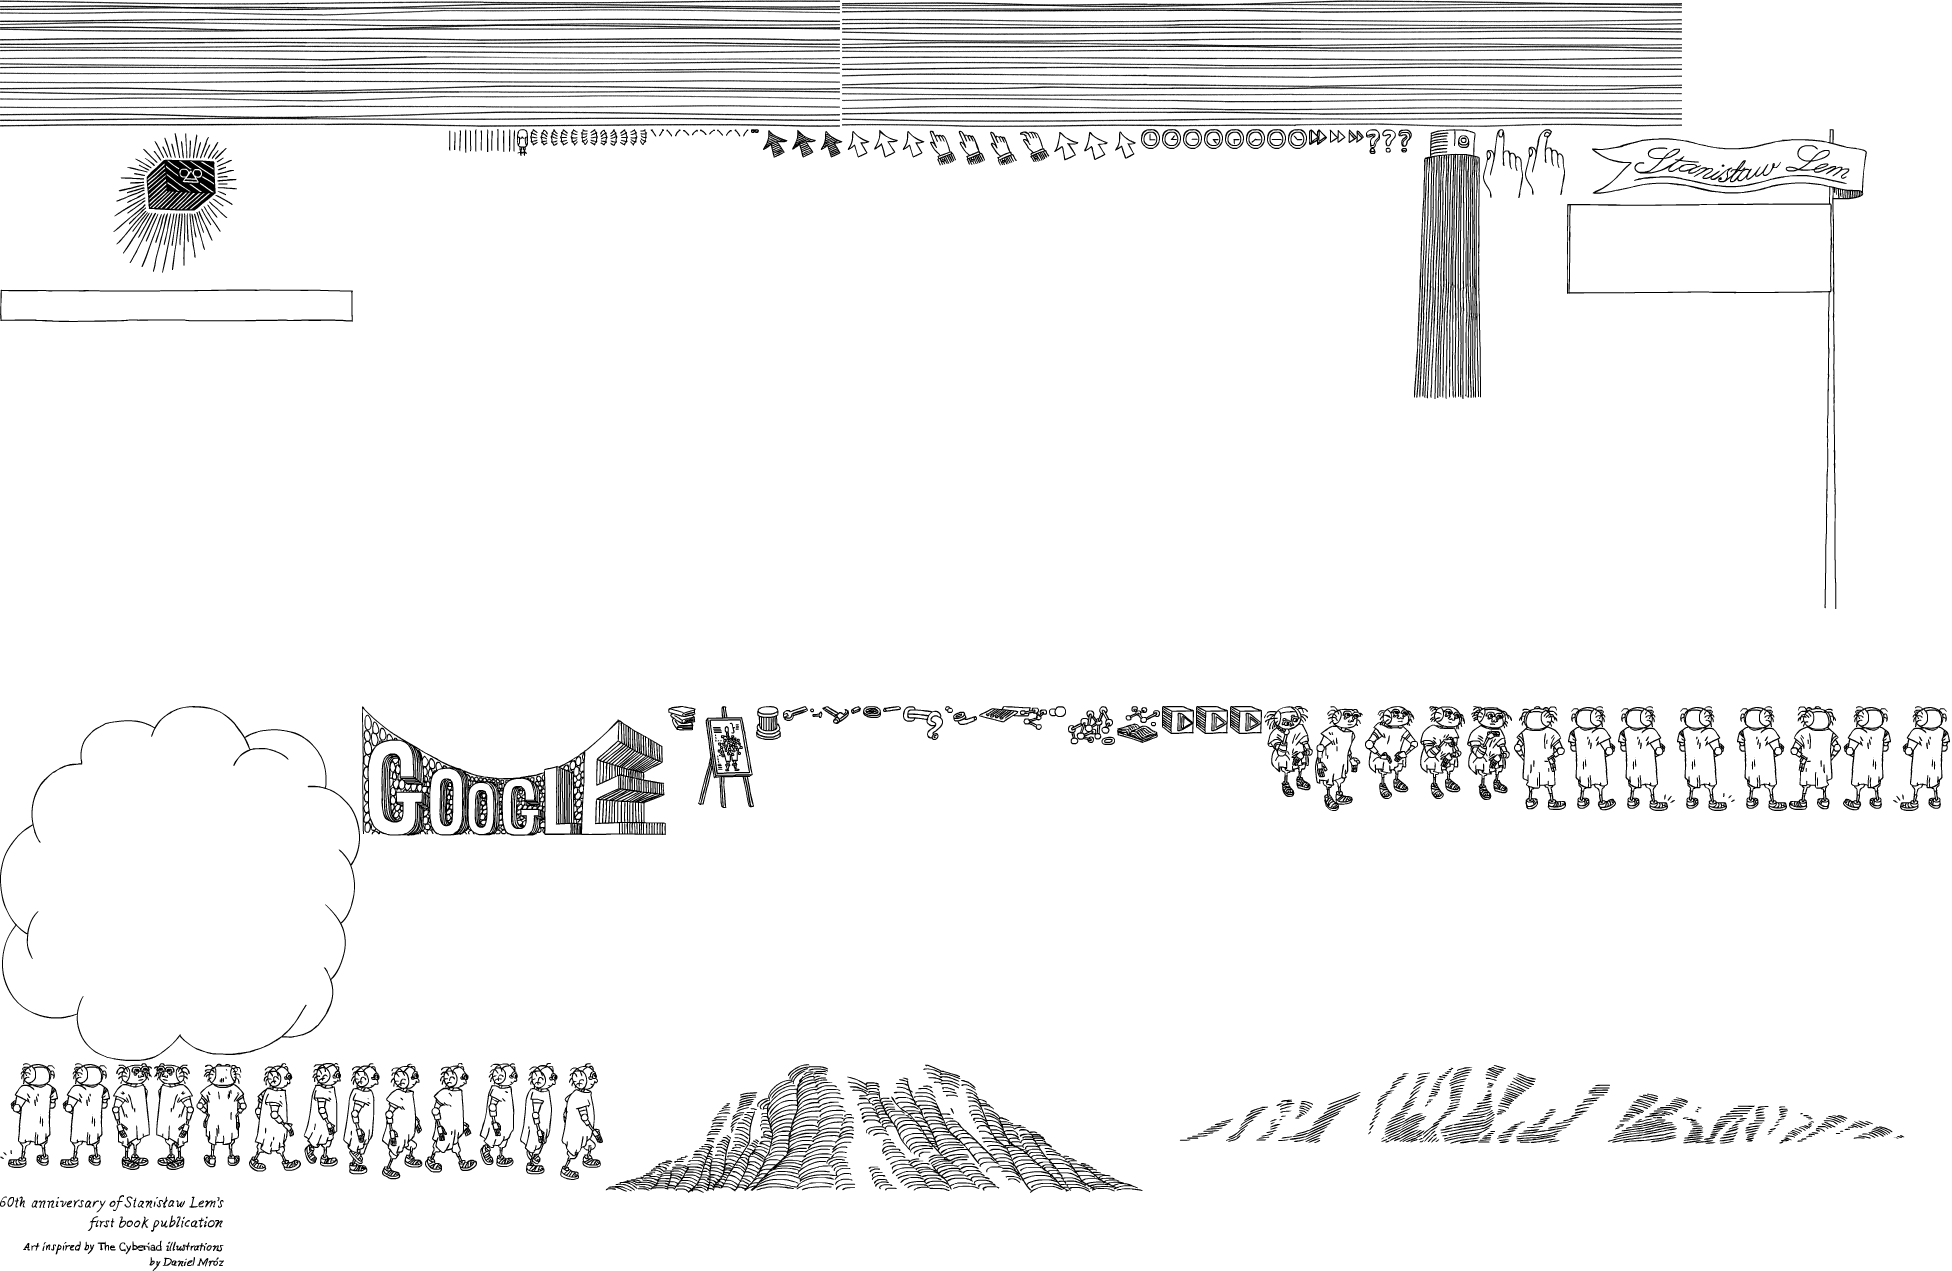 Stanisław Lem
GOOGLE
60th anniversary of Stanisław Lem's
first book publication
Art inspired by The Cyberiad illustrations
by Daniel Mróz